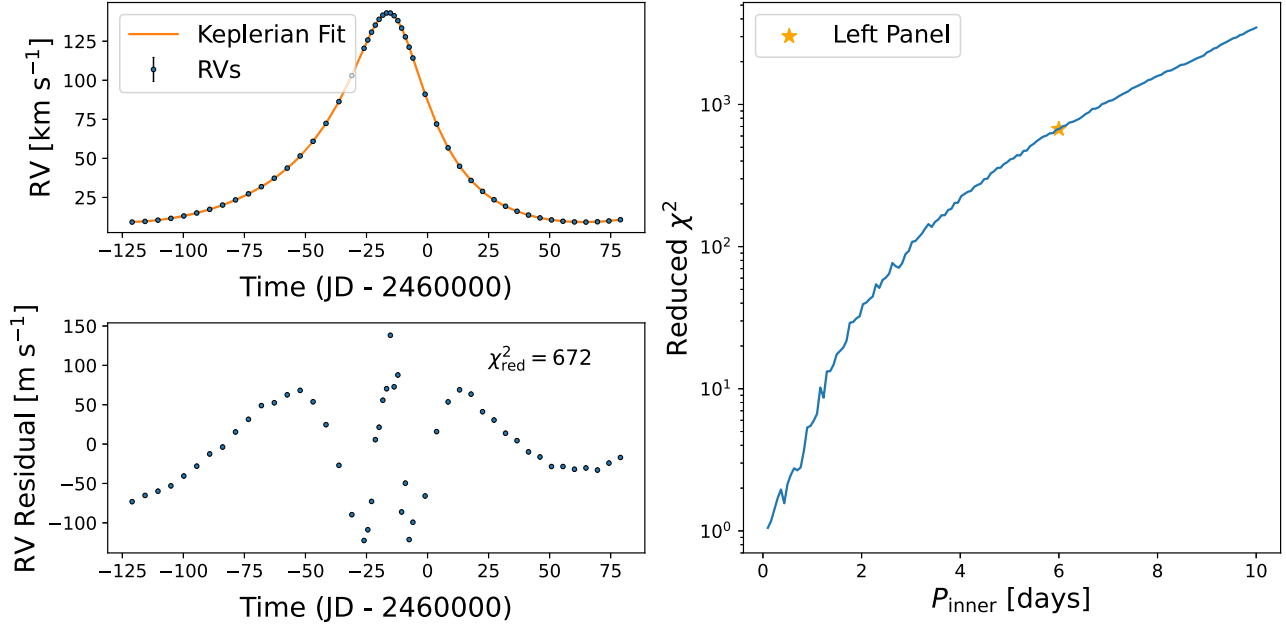 RV [km s⁻¹]
125
100
75
50
25
Keplerian Fit
RVs
−125 −100 −75 −50 −25 0 25 50 75
Time (JD - 2460000)
RV Residual [m s⁻¹]
150
100
50
0
−50
−100
χ²red = 672
−125 −100 −75 −50 −25 0 25 50 75
Time (JD - 2460000)
Reduced χ²
10³
10²
10¹
10⁰
Left Panel
0 2 4 6 8 10
Pinner [days]